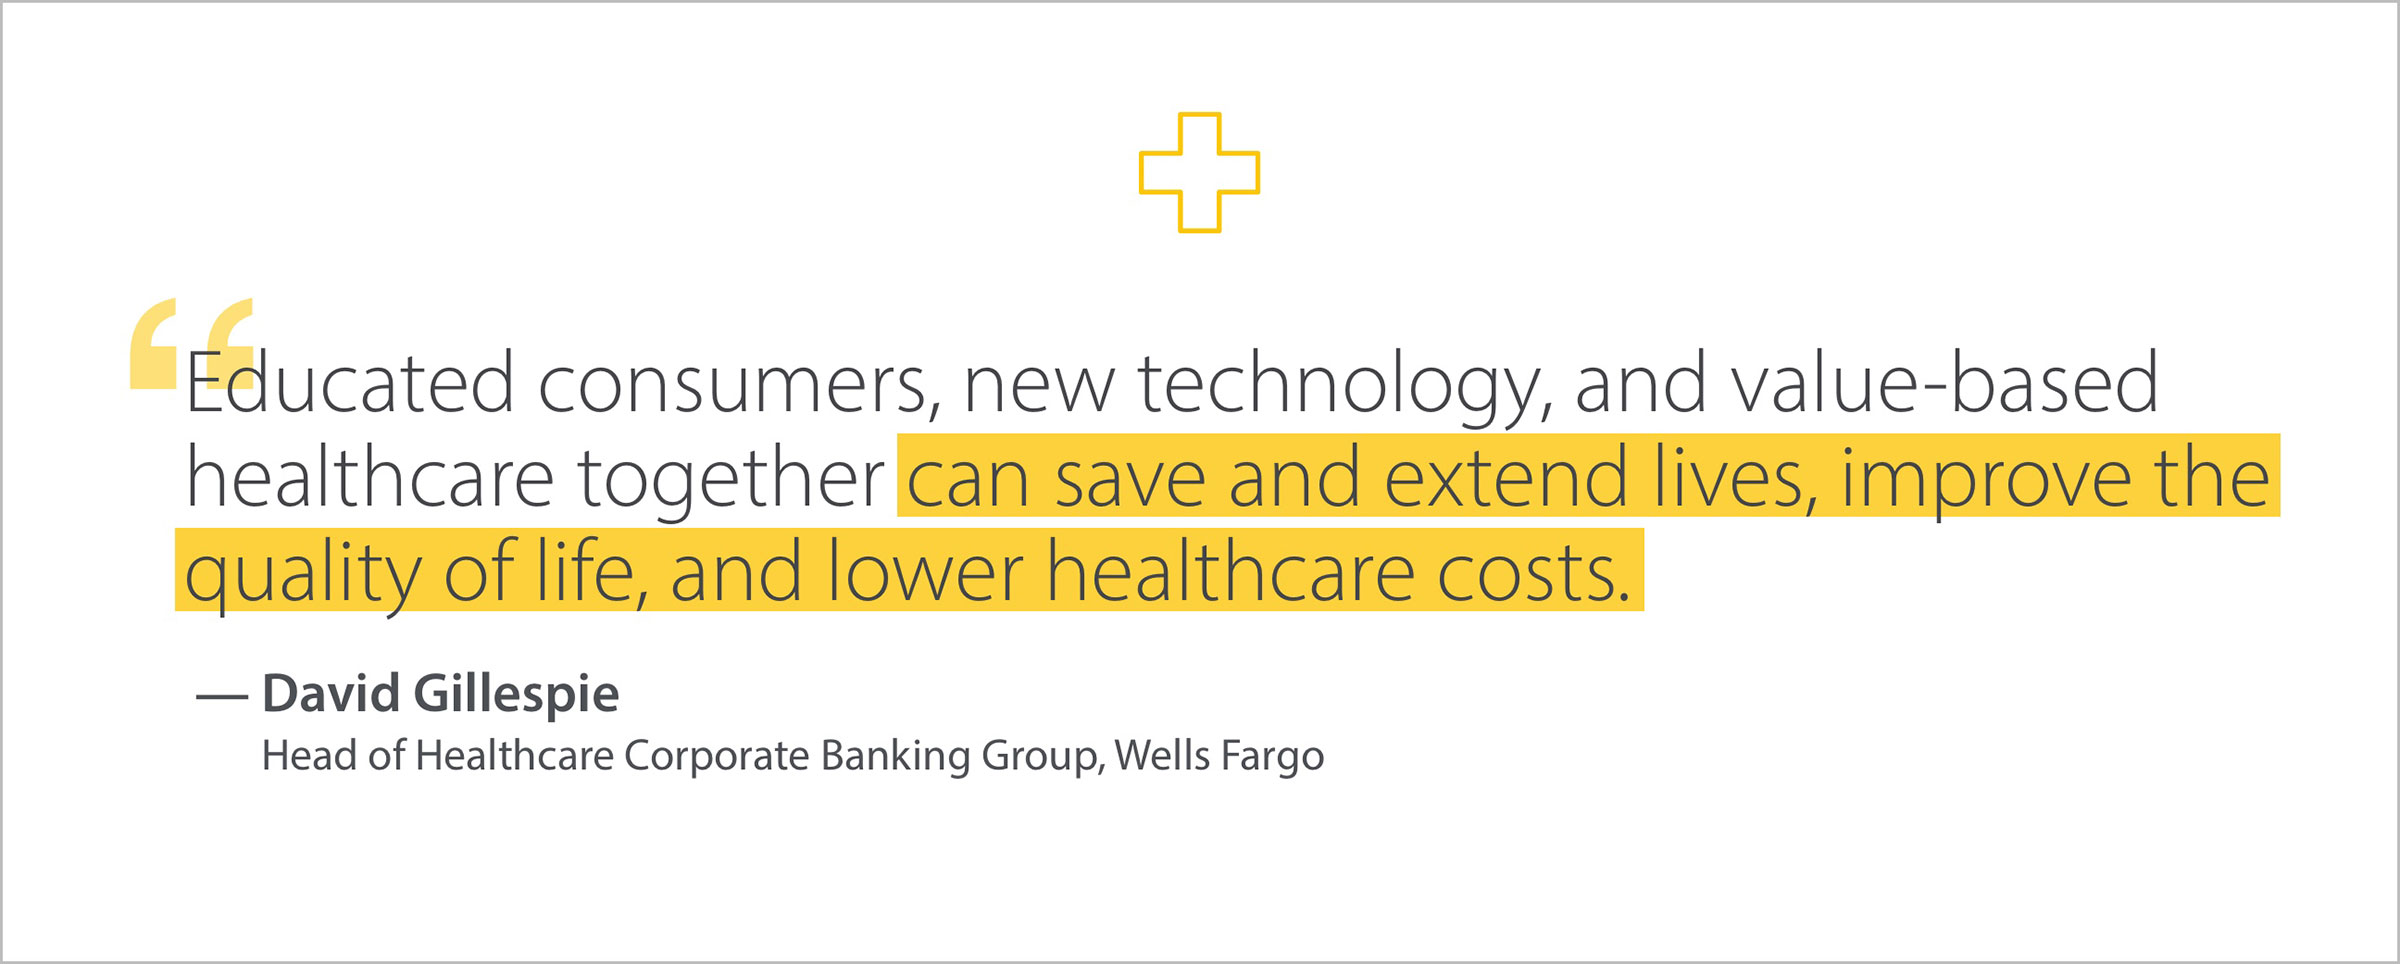 “Educated consumers, new technology, and value-based
healthcare together can save and extend lives, improve the
quality of life, and lower healthcare costs.
— David Gillespie
Head of Healthcare Corporate Banking Group, Wells Fargo